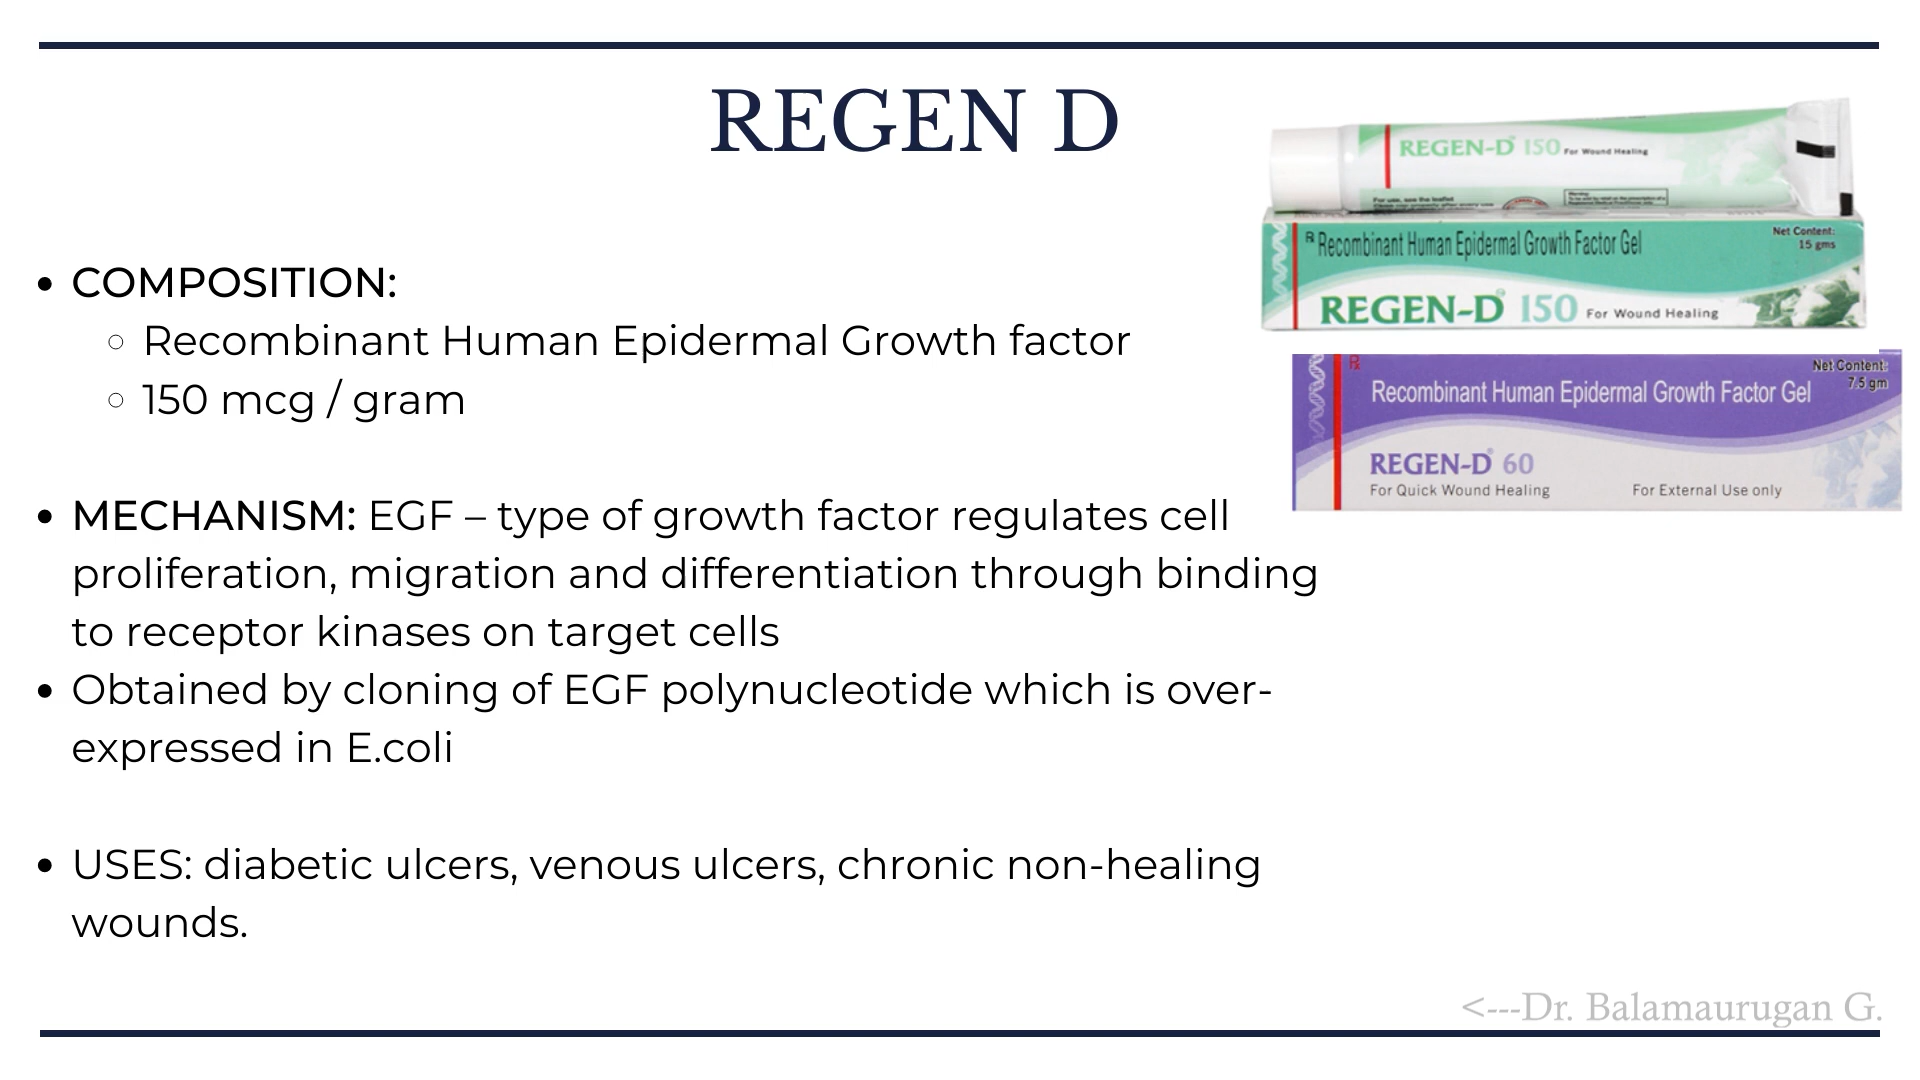 REGEN D
REGEN-D 150 For Wound Healing
For use, see the leaflet
Warning:
Rx Recombinant Human Epidermal Growth Factor Gel
Net Content:
15 gms
REGEN-D™ 150 For Wound Healing
Rx
Net Content:
7.5 gm
Recombinant Human Epidermal Growth Factor Gel
REGEN-D® 60
For Quick Wound Healing
For External Use only
• COMPOSITION:
○ Recombinant Human Epidermal Growth factor
○ 150 mcg / gram
• MECHANISM: EGF – type of growth factor regulates cell
proliferation, migration and differentiation through binding
to receptor kinases on target cells
• Obtained by cloning of EGF polynucleotide which is over-
expressed in E.coli
• USES: diabetic ulcers, venous ulcers, chronic non-healing
wounds.
<---Dr. Balamaurugan G.